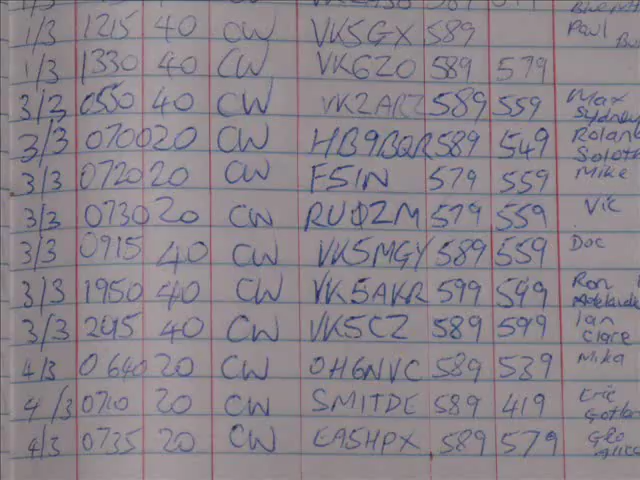 1/3 1215 40 CW VK5GX 589 Paul
1/3 1330 40 CW VK6ZO 589 579
3/3 0550 40 CW VK2ARZ 589 559 Max
Sydney
3/3 0700 20 CW HB9BQR 589 549 Rolan
Soloth
3/3 0720 20 CW F5IN 579 559 Mike
3/3 0730 20 CW RU0ZM 579 559 Vic
3/3 0915 40 CW VK5MGY 589 559 Doc
3/3 1950 40 CW VK5AKR 599 549 Ron
Adelaide
3/3 2015 40 CW VK5CZ 589 599 Ian
Clare
4/3 0640 20 CW OH6NVC 589 539 Mika
4/3 0710 20 CW SM1TDE 589 419 Eric
Gotlan
4/3 0735 20 CW EA5HPX 589 579